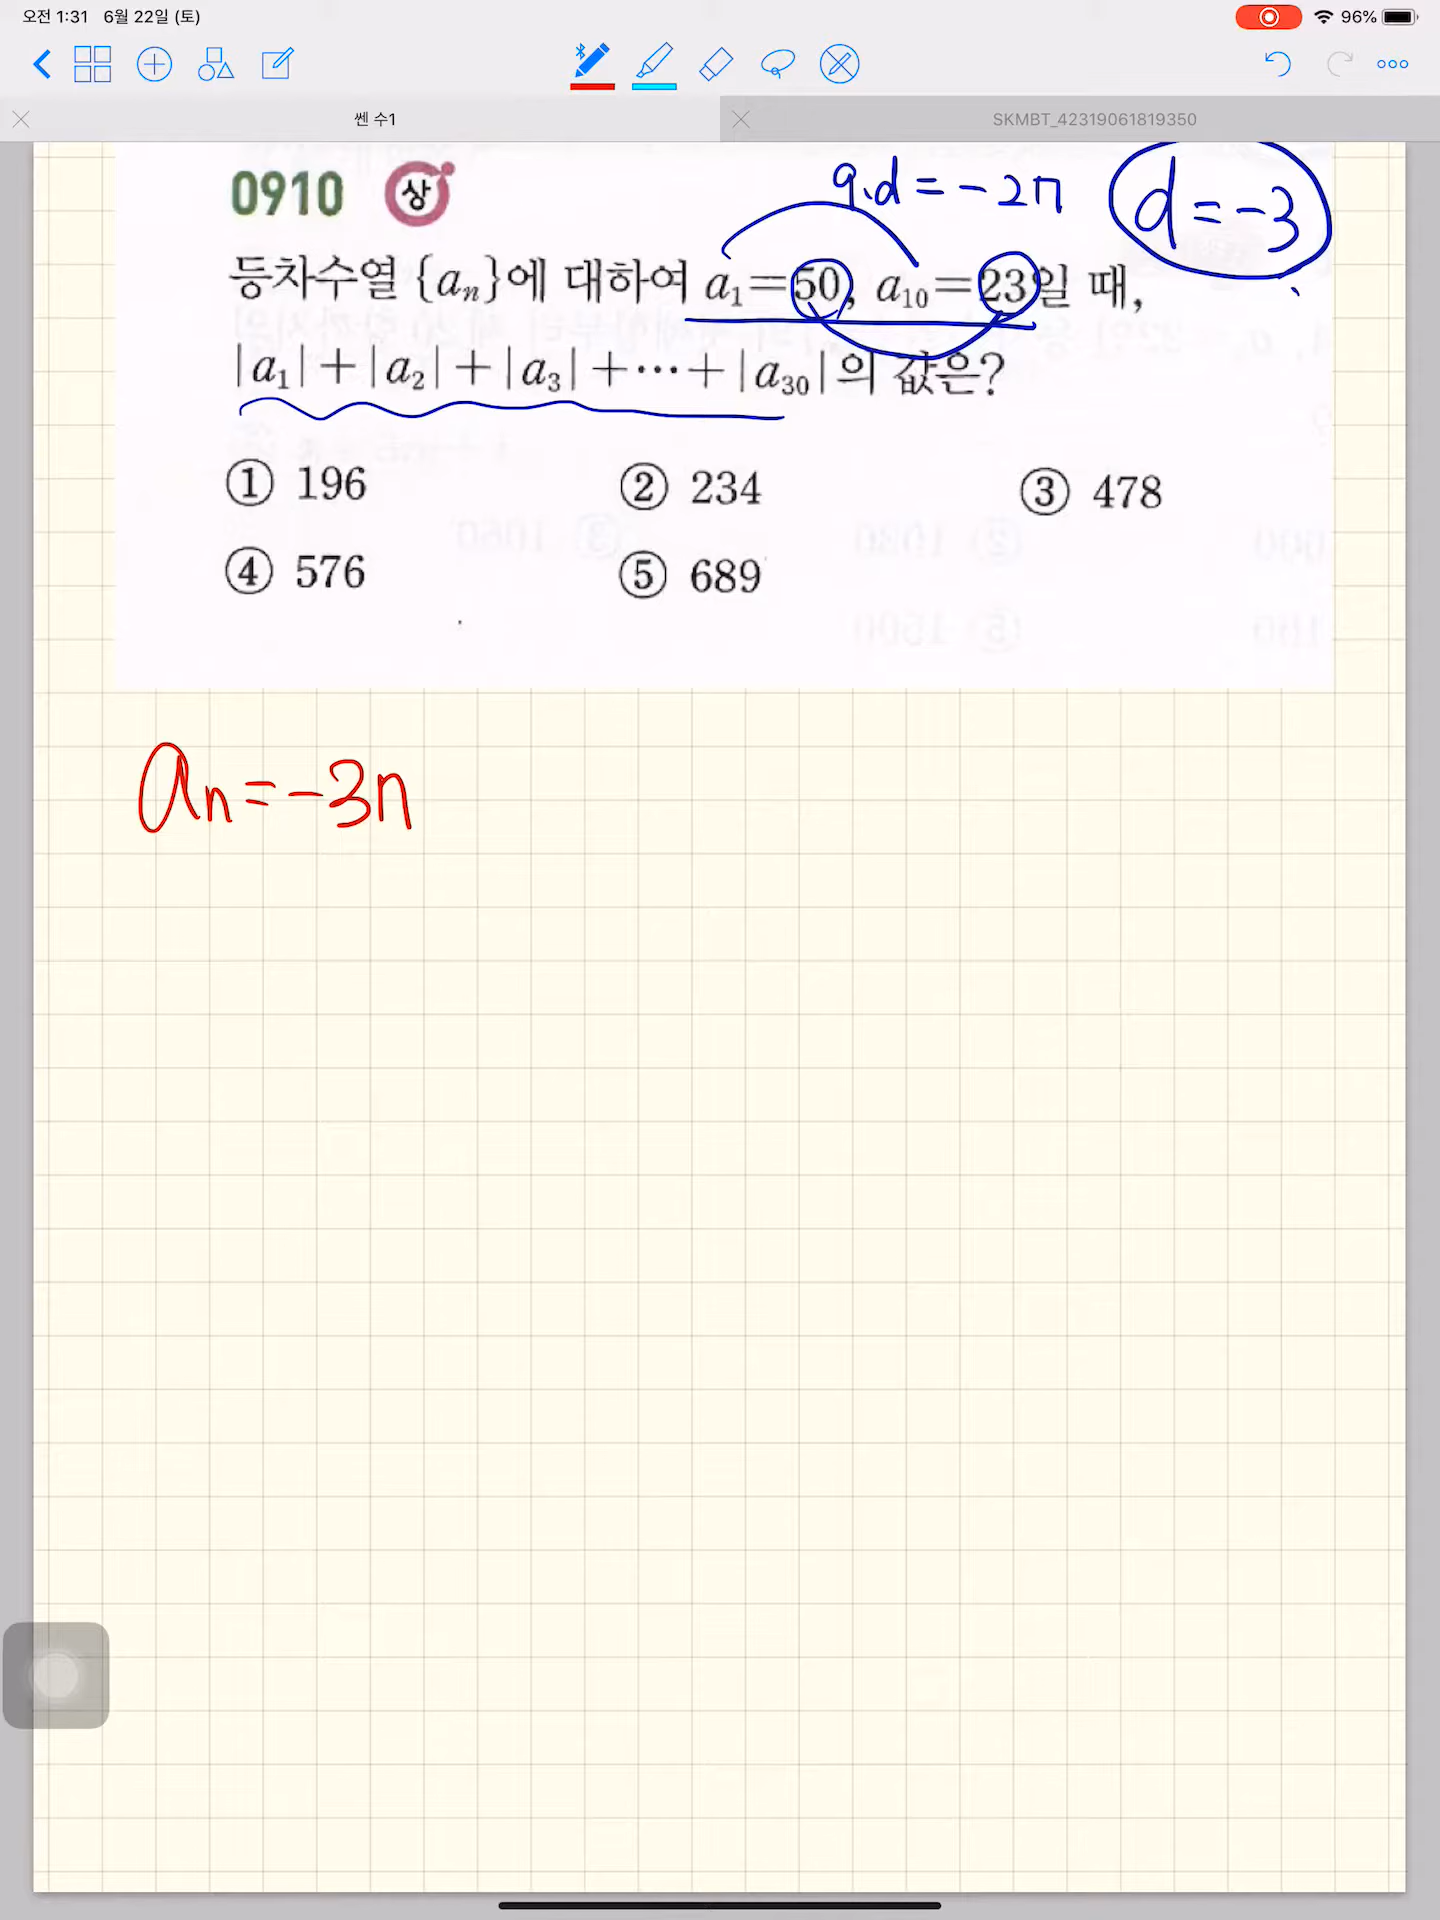 오전 1:31 6월 22일 (토) 96%
쎈 수1 SKMBT_42319061819350
0910 상
9·d=-27 d=-3
등차수열 {aₙ}에 대하여 a₁=50, a₁₀=23일 때,
|a₁|+|a₂|+|a₃|+⋯+|a₃₀|의 값은?
① 196 ② 234 ③ 478
④ 576 ⑤ 689
aₙ=-3n